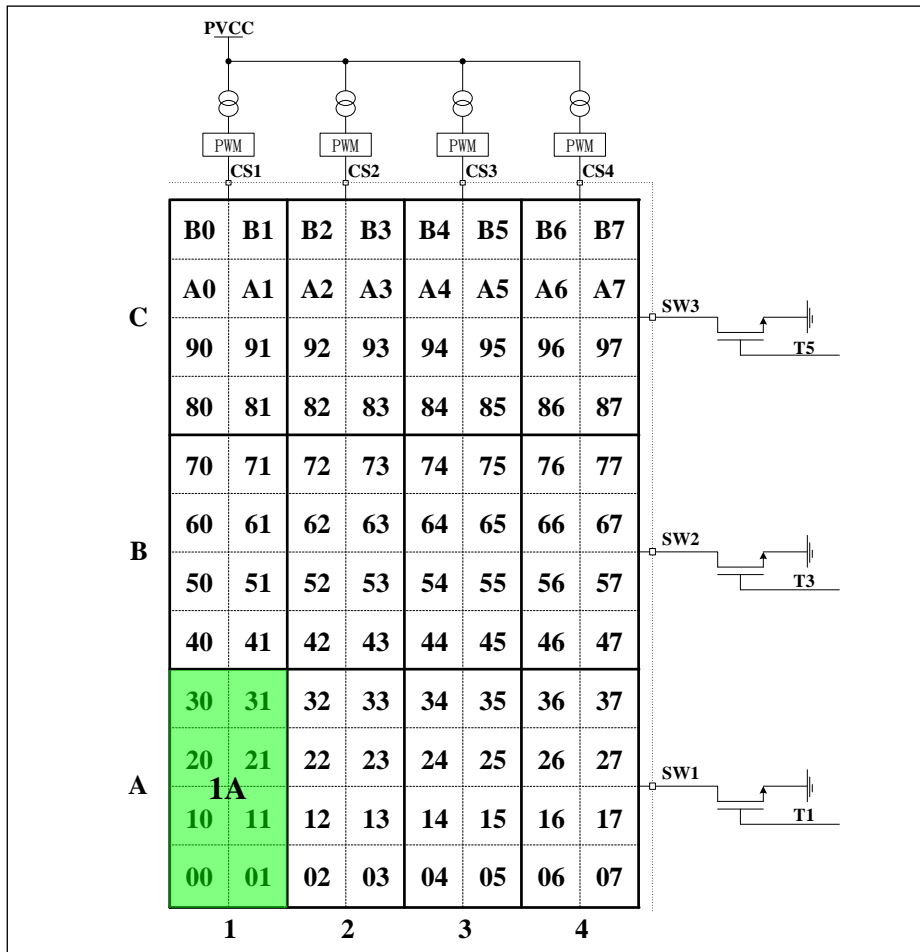 PVCC
PWM PWM PWM PWM
CS1 CS2 CS3 CS4
B0 B1 B2 B3 B4 B5 B6 B7
A0 A1 A2 A3 A4 A5 A6 A7
C SW3
T5
90 91 92 93 94 95 96 97
80 81 82 83 84 85 86 87
70 71 72 73 74 75 76 77
60 61 62 63 64 65 66 67
B SW2
T3
50 51 52 53 54 55 56 57
40 41 42 43 44 45 46 47
30 31 32 33 34 35 36 37
20 21 22 23 24 25 26 27
A 1A SW1
T1
10 11 12 13 14 15 16 17
00 01 02 03 04 05 06 07
1 2 3 4